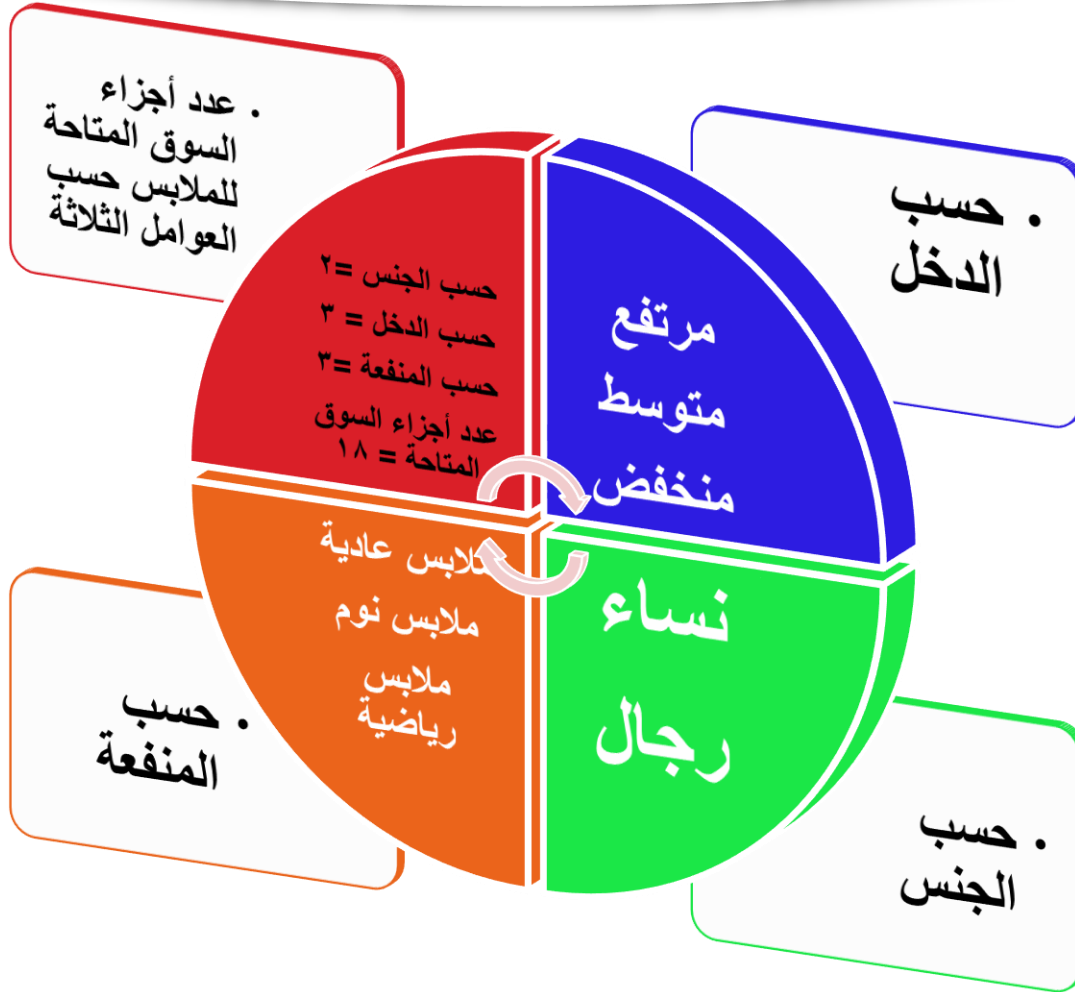 • حسب
الدخل
مرتفع
متوسط
منخفض
• حسب
الجنس
نساء
رجال
• حسب
المنفعة
ملابس عادية
ملابس نوم
ملابس
رياضية
• عدد أجزاء
السوق المتاحة
للملابس حسب
العوامل الثلاثة
حسب الجنس =٢
حسب الدخل = ٣
حسب المنفعة =٣
عدد أجزاء السوق
المتاحة = ١٨